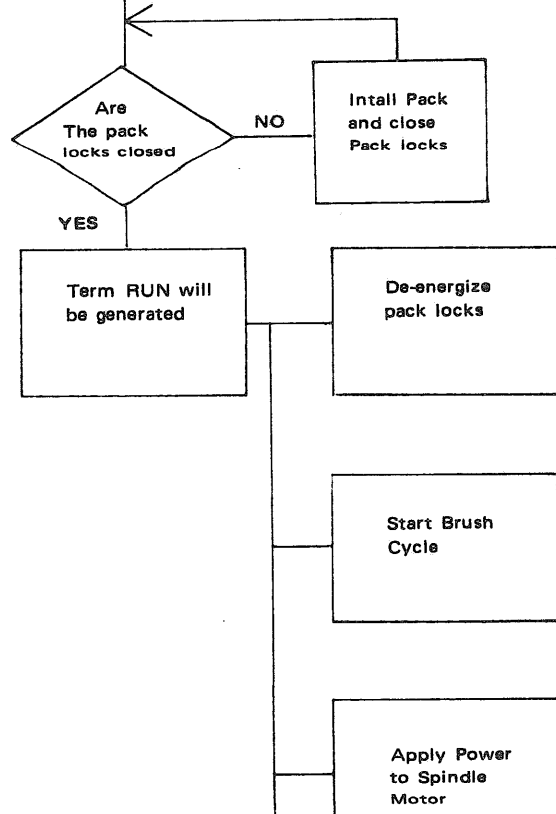 Are
The pack
locks closed
NO
Intall Pack
and close
Pack locks
YES
Term RUN will
be generated
De-energize
pack locks
Start Brush
Cycle
Apply Power
to Spindle
Motor